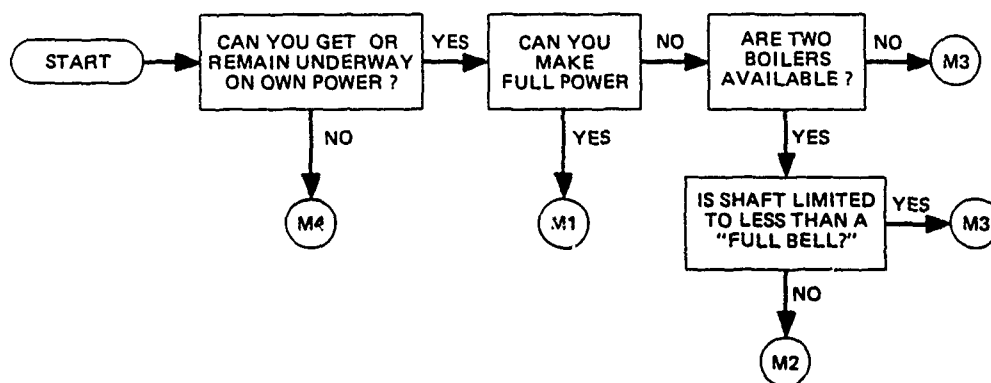 START
CAN YOU GET OR
REMAIN UNDERWAY
ON OWN POWER ?
YES
CAN YOU
MAKE
FULL POWER
NO
ARE TWO
BOILERS
AVAILABLE ?
NO
M3
NO
M4
YES
M1
YES
IS SHAFT LIMITED
TO LESS THAN A
"FULL BELL?"
YES
M3
NO
M2